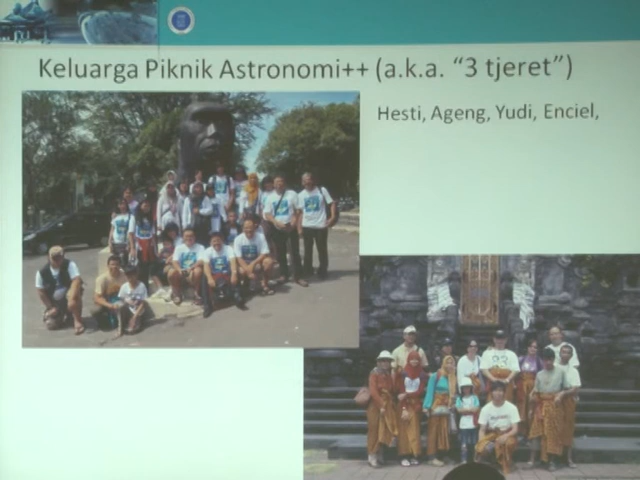 Keluarga Piknik Astronomi++ (a.k.a. “3 tjeret”)
Hesti, Ageng, Yudi, Enciel,